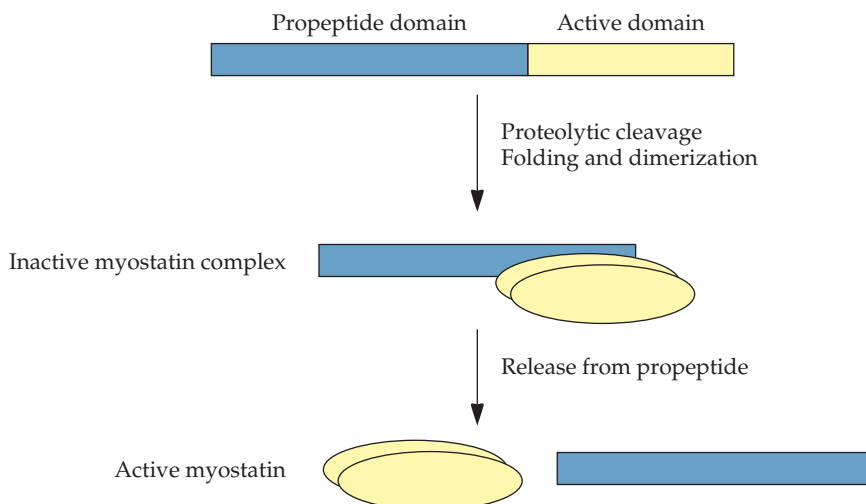 Propeptide domain
Active domain
Proteolytic cleavage
Folding and dimerization
Inactive myostatin complex
Release from propeptide
Active myostatin